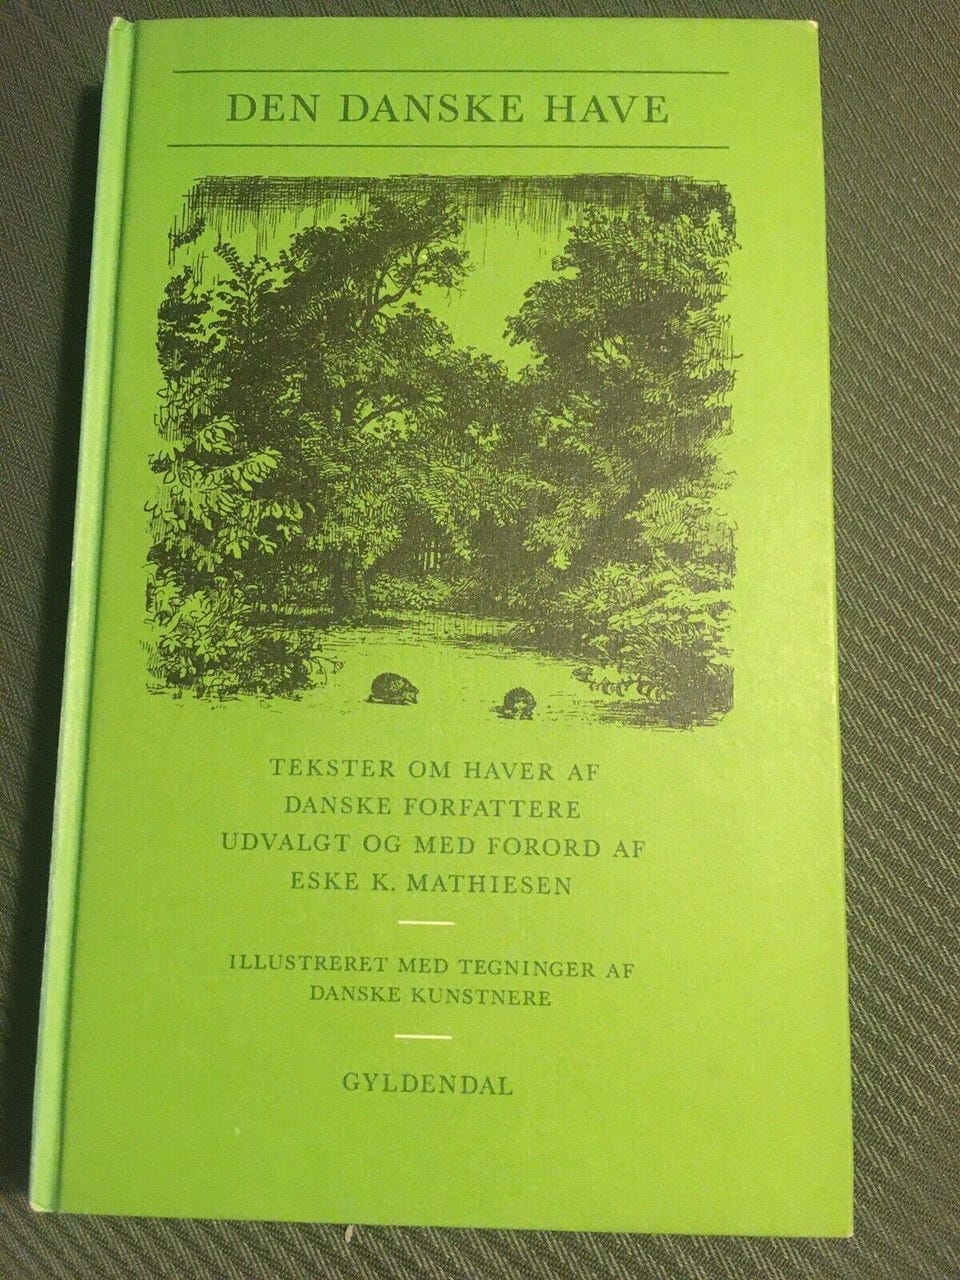 DEN DANSKE HAVE
TEKSTER OM HAVER AF
DANSKE FORFATTERE
UDVALGT OG MED FORORD AF
ESKE K. MATHIESEN
ILLUSTRERET MED TEGNINGER AF
DANSKE KUNSTNERE
GYLDENDAL